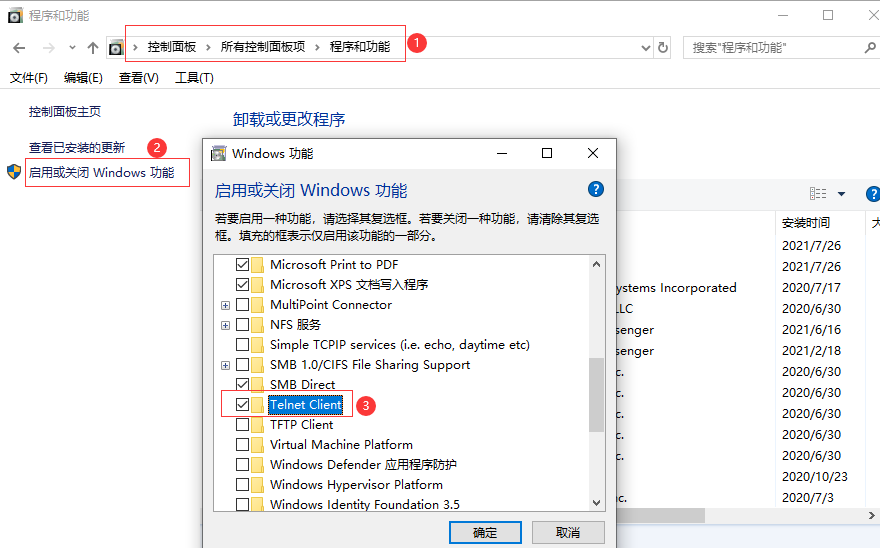 程序和功能
控制面板 › 所有控制面板项 › 程序和功能
1
搜索"程序和功能"
文件(F) 编辑(E) 查看(V) 工具(T)
控制面板主页
卸载或更改程序
查看已安装的更新
2
启用或关闭 Windows 功能
Windows 功能
启用或关闭 Windows 功能
若要启用一种功能，请选择其复选框。若要关闭一种功能，请清除其复选
框。填充的框表示仅启用该功能的一部分。
Microsoft Print to PDF
Microsoft XPS 文档写入程序
MultiPoint Connector
NFS 服务
Simple TCPIP services (i.e. echo, daytime etc)
SMB 1.0/CIFS File Sharing Support
SMB Direct
Telnet Client
3
TFTP Client
Virtual Machine Platform
Windows Defender 应用程序防护
Windows Hypervisor Platform
Windows Identity Foundation 3.5
确定
取消
安装时间
2021/7/26
2021/7/26
ystems Incorporated 2020/7/17
LLC 2020/6/30
senger 2021/6/16
senger 2021/2/18
c. 2020/6/30
c. 2020/6/30
c. 2020/6/30
c. 2020/6/30
c. 2020/6/30
2020/10/23
nc. 2020/7/3